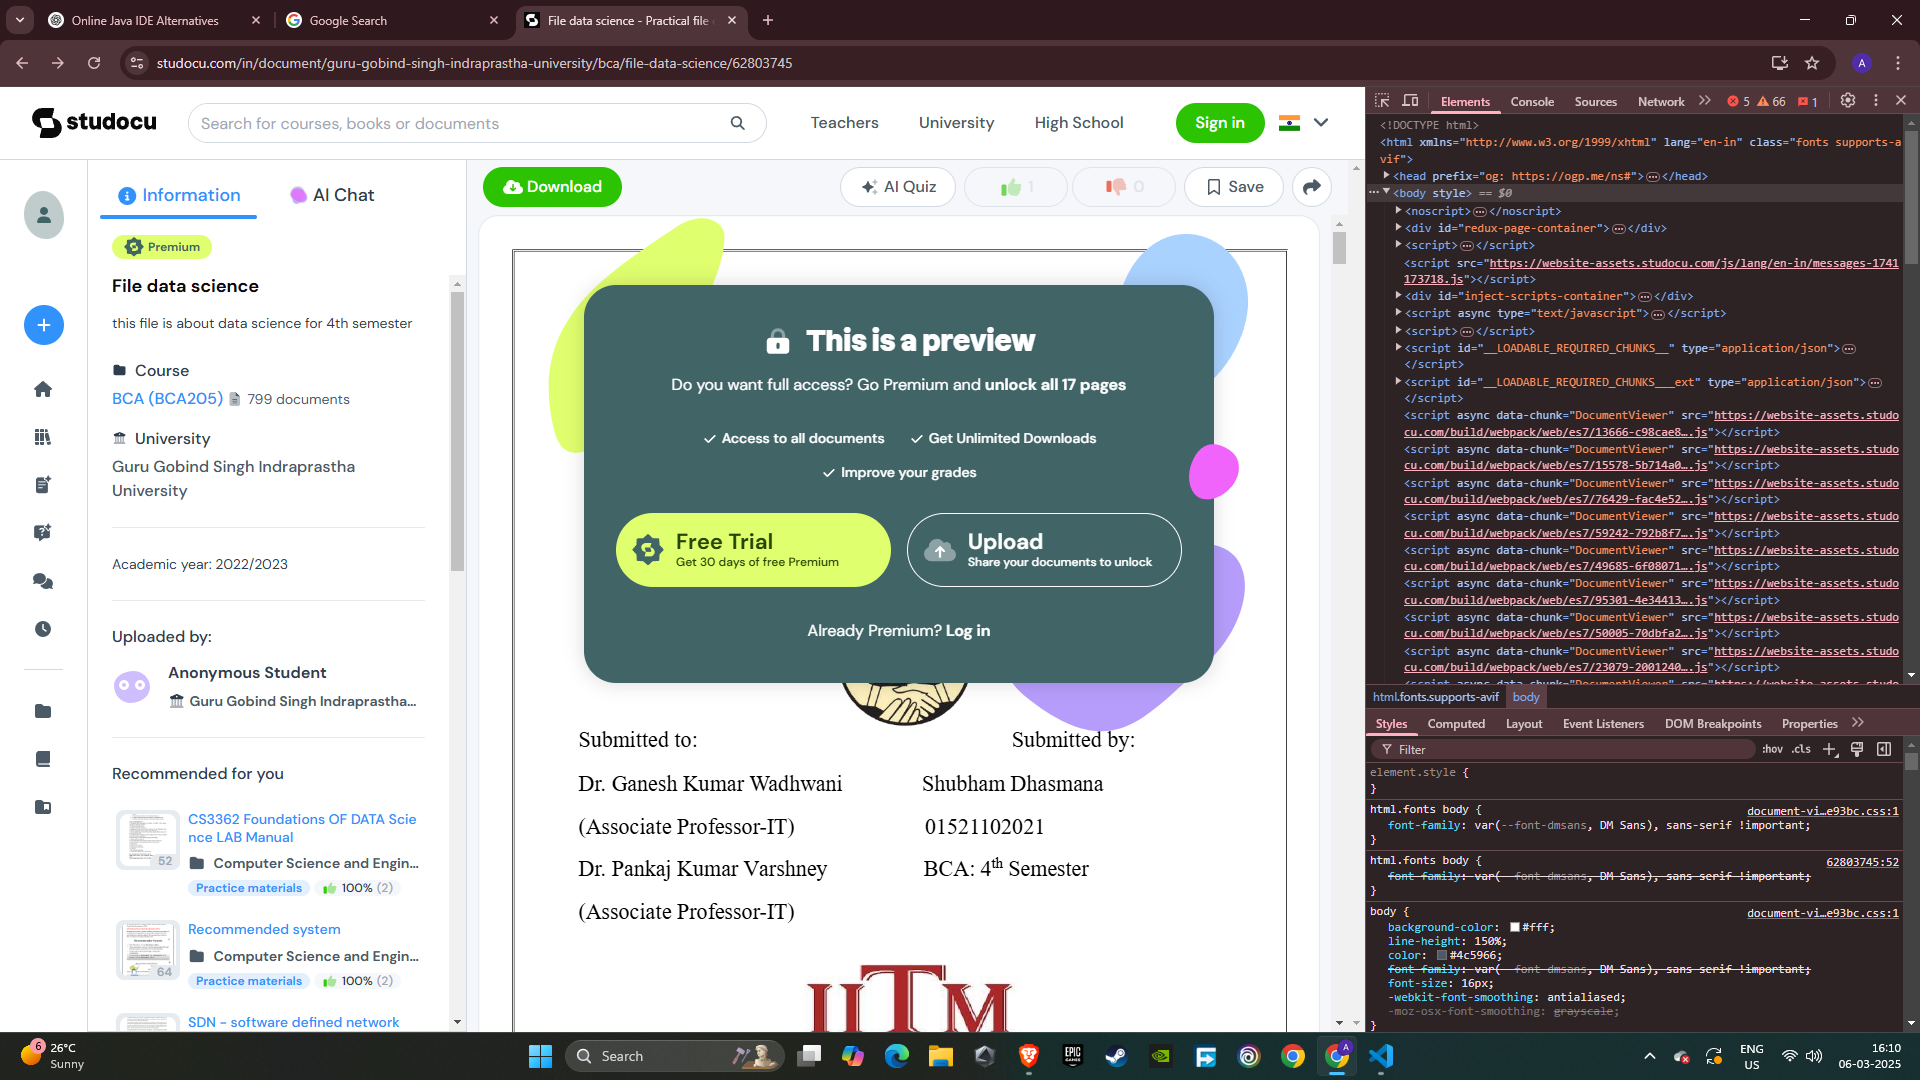 Online Java IDE Alternatives
Google Search
File data science - Practical file
studocu.com/in/document/guru-gobind-singh-indraprastha-university/bca/file-data-science/62803745
A
studocu
Search for courses, books or documents
Teachers
University
High School
Sign in
Information
AI Chat
Premium
File data science
this file is about data science for 4th semester
Course
BCA (BCA205)
799 documents
University
Guru Gobind Singh Indraprastha
University
Academic year: 2022/2023
Uploaded by:
Anonymous Student
Guru Gobind Singh Indraprastha...
Recommended for you
CS3362 Foundations OF DATA Scie
nce LAB Manual
52
Computer Science and Engin...
Practice materials
100% (2)
Recommended system
Computer Science and Engin...
64
Practice materials
100% (2)
SDN - software defined network
Download
AI Quiz
1
0
Save
This is a preview
Do you want full access? Go Premium and unlock all 17 pages
Access to all documents
Get Unlimited Downloads
Improve your grades
Free Trial
Get 30 days of free Premium
Upload
Share your documents to unlock
Already Premium? Log in
Submitted to: Submitted by:
Dr. Ganesh Kumar Wadhwani Shubham Dhasmana
(Associate Professor-IT) 01521102021
Dr. Pankaj Kumar Varshney BCA: 4th Semester
(Associate Professor-IT)
IITM
Elements
Console
Sources
Network
5
66
1
<!DOCTYPE html>
<html xmlns="http://www.w3.org/1999/xhtml" lang="en-in" class="fonts supports-a
vif">
<head prefix="og: https://ogp.me/ns#"> </head>
<body style> == $0
<noscript> </noscript>
<div id="redux-page-container"> </div>
<script> </script>
<script src="https://website-assets.studocu.com/js/lang/en-in/messages-1741
173718.js"></script>
<div id="inject-scripts-container"> </div>
<script async type="text/javascript"> </script>
<script> </script>
<script id="__LOADABLE_REQUIRED_CHUNKS__" type="application/json">
</script>
<script id="__LOADABLE_REQUIRED_CHUNKS___ext" type="application/json">
</script>
<script async data-chunk="DocumentViewer" src="https://website-assets.studo
cu.com/build/webpack/web/es7/13666-c98cae8….js"></script>
<script async data-chunk="DocumentViewer" src="https://website-assets.studo
cu.com/build/webpack/web/es7/15578-5b714a0….js"></script>
<script async data-chunk="DocumentViewer" src="https://website-assets.studo
cu.com/build/webpack/web/es7/76429-fac4e52….js"></script>
<script async data-chunk="DocumentViewer" src="https://website-assets.studo
cu.com/build/webpack/web/es7/59242-792b8f7….js"></script>
<script async data-chunk="DocumentViewer" src="https://website-assets.studo
cu.com/build/webpack/web/es7/49685-6f08071….js"></script>
<script async data-chunk="DocumentViewer" src="https://website-assets.studo
cu.com/build/webpack/web/es7/95301-4e34413….js"></script>
<script async data-chunk="DocumentViewer" src="https://website-assets.studo
cu.com/build/webpack/web/es7/50005-70dbfa2….js"></script>
<script async data-chunk="DocumentViewer" src="https://website-assets.studo
cu.com/build/webpack/web/es7/23079-2001240….js"></script>
html.fonts.supports-avif
body
Styles
Computed
Layout
Event Listeners
DOM Breakpoints
Properties
Filter
:hov
.cls
element.style {
}
html.fonts body {
document-vi…e93bc.css:1
font-family: var(--font-dmsans, DM Sans), sans-serif !important;
}
html.fonts body {
62803745:52
font-family: var(--font-dmsans, DM Sans), sans-serif !important;
}
body {
document-vi…e93bc.css:1
background-color: #fff;
line-height: 150%;
color: #4c5966;
font-family: var(--font-dmsans, DM Sans), sans-serif !important;
font-size: 16px;
-webkit-font-smoothing: antialiased;
-moz-osx-font-smoothing: grayscale;
}
6
26°C
Sunny
Search
EPIC
GAMES
A
ENG
US
16:10
06-03-2025